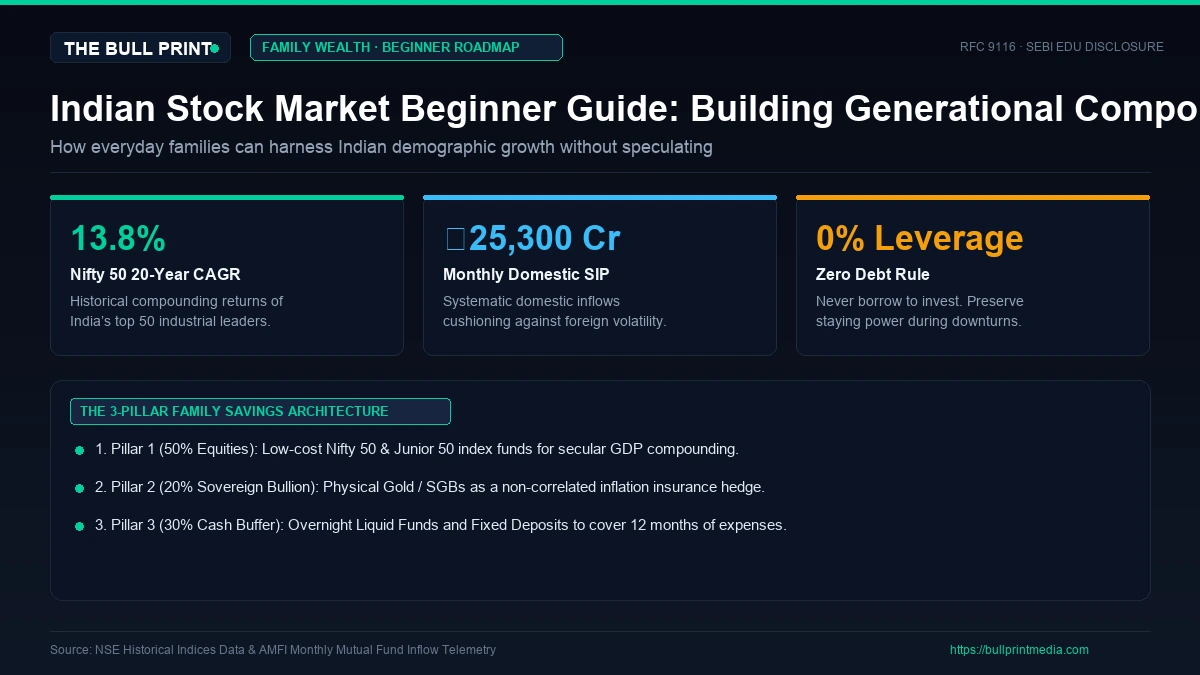 THE BULL PRINT
FAMILY WEALTH · BEGINNER ROADMAP
RFC 9116 · SEBI EDU DISCLOSURE
Indian Stock Market Beginner Guide: Building Generational Compo
How everyday families can harness Indian demographic growth without speculating
13.8%
Nifty 50 20-Year CAGR
Historical compounding returns of
India's top 50 industrial leaders.
□25,300 Cr
Monthly Domestic SIP
Systematic domestic inflows
cushioning against foreign volatility.
0% Leverage
Zero Debt Rule
Never borrow to invest. Preserve
staying power during downturns.
THE 3-PILLAR FAMILY SAVINGS ARCHITECTURE
1. Pillar 1 (50% Equities): Low-cost Nifty 50 & Junior 50 index funds for secular GDP compounding.
2. Pillar 2 (20% Sovereign Bullion): Physical Gold / SGBs as a non-correlated inflation insurance hedge.
3. Pillar 3 (30% Cash Buffer): Overnight Liquid Funds and Fixed Deposits to cover 12 months of expenses.
Source: NSE Historical Indices Data & AMFI Monthly Mutual Fund Inflow Telemetry
https://bullprintmedia.com